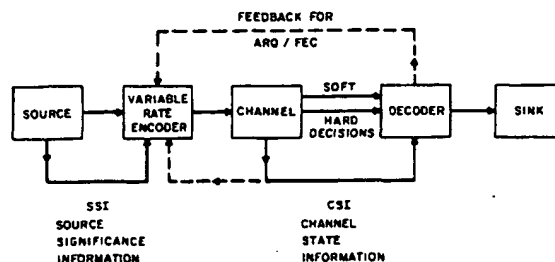 FEEDBACK FOR
ARQ / FEC
SOURCE
VARIABLE
RATE
ENCODER
CHANNEL
SOFT
HARD
DECISIONS
DECODER
SINK
SSI
SOURCE
SIGNIFICANCE
INFORMATION
CSI
CHANNEL
STATE
INFORMATION